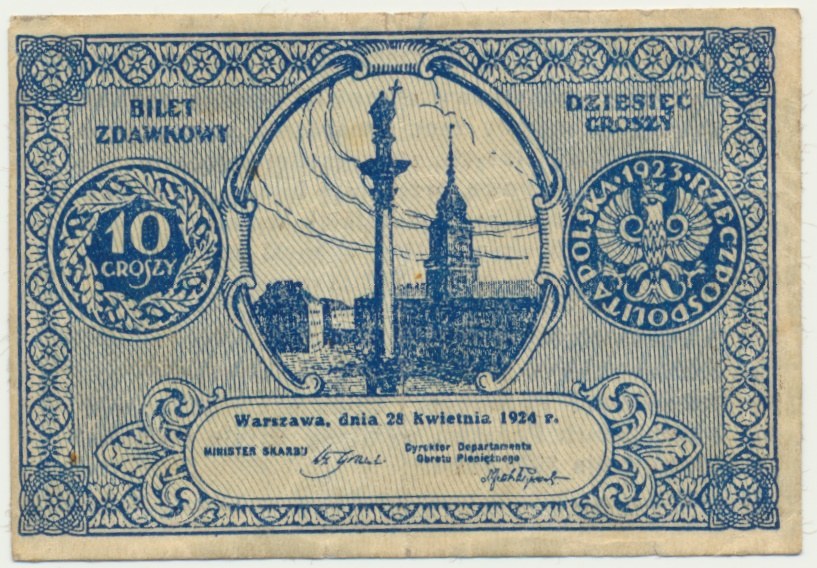 BILET
ZDAWKOWY
DZIESIĘĆ
GROSZY
10
GROSZY
RZECZPOSPOLITA POLSKA · 1923 ·
Warszawa, dnia 28 Kwietnia 1924 r.
MINISTER SKARBU
Dyrektor Departamentu
Obrotu Pieniężnego